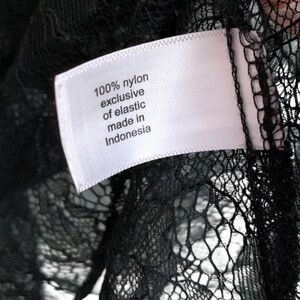 100% nylon
exclusive
of elastic
made in
Indonesia